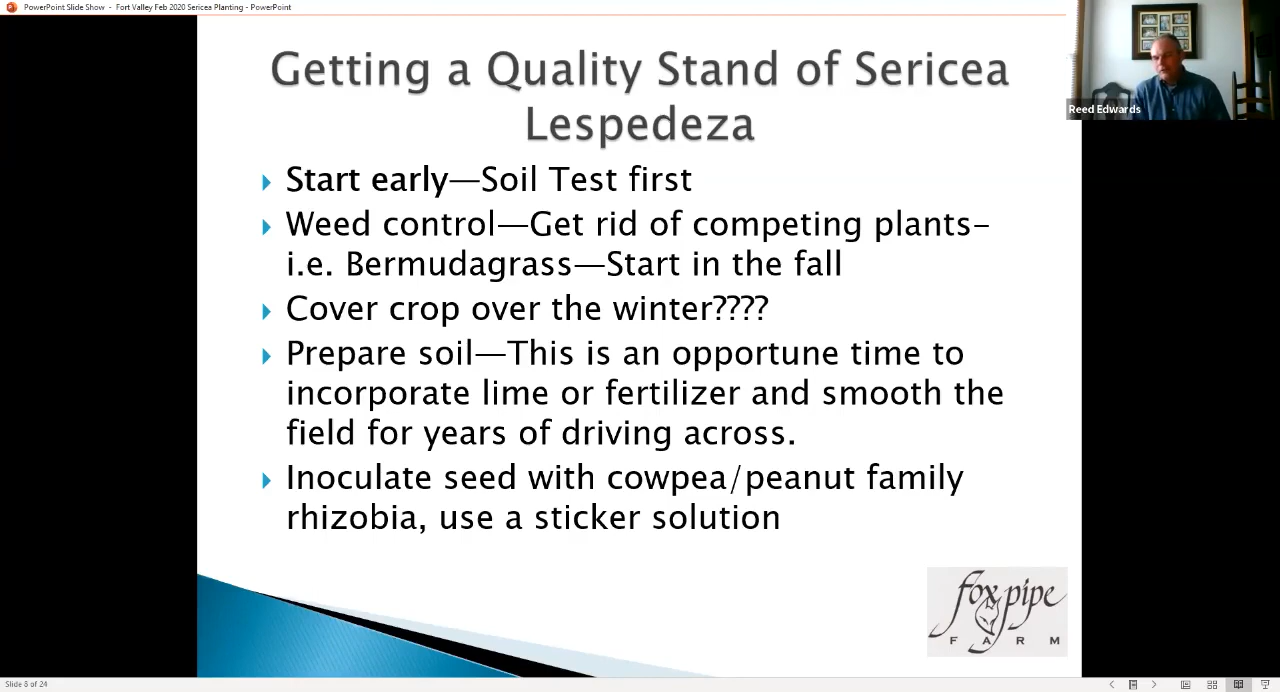 PowerPoint Slide Show - Fort Valley Feb 2020 Sericea Planting - PowerPoint
Reed Edwards
Getting a Quality Stand of Sericea
Lespedeza
Start early—Soil Test first
Weed control—Get rid of competing plants–
i.e. Bermudagrass—Start in the fall
Cover crop over the winter????
Prepare soil—This is an opportune time to
incorporate lime or fertilizer and smooth the
field for years of driving across.
Inoculate seed with cowpea/peanut family
rhizobia, use a sticker solution
fox pipe
FARM
Slide 8 of 24